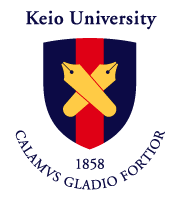 Keio University
1858
CALAMVS GLADIO FORTIOR